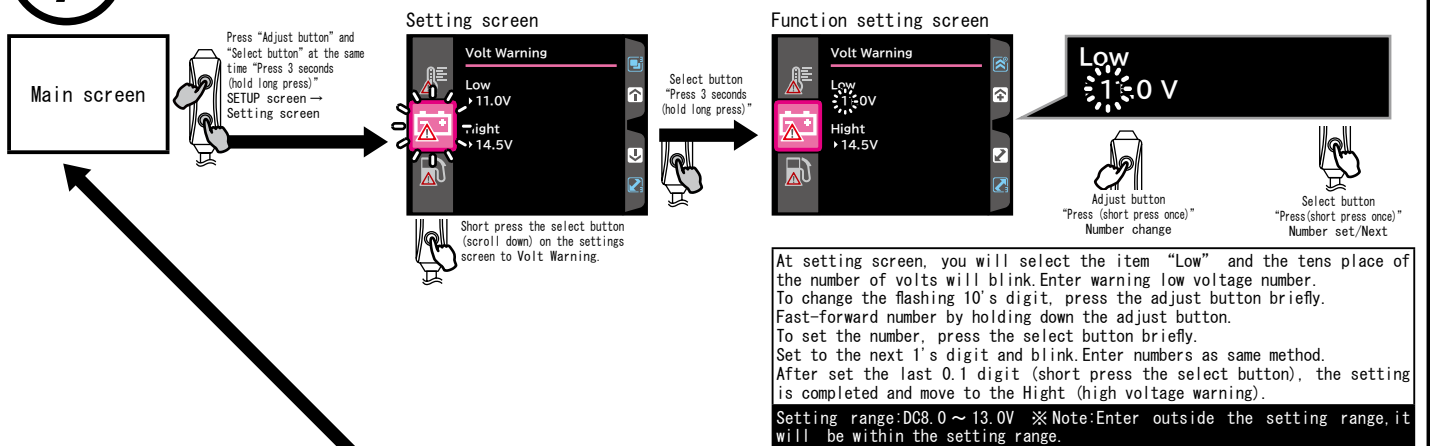 Setting screen
Function setting screen
Main screen
Press “Adjust button” and
“Select button” at the same
time “Press 3 seconds
(hold long press)”
SETUP screen→
Setting screen
Volt Warning
Low
11.0V
Hight
14.5V
Short press the select button
(scroll down) on the settings
screen to Volt Warning.
Select button
“Press 3 seconds
(hold long press)”
Volt Warning
Low
11.0V
Hight
14.5V
Low
11.0 V
Adjust button
“Press (short press once)”
Number change
Select button
“Press(short press once)”
Number set/Next
At setting screen, you will select the item “Low” and the tens place of
the number of volts will blink.Enter warning low voltage number.
To change the flashing 10's digit, press the adjust button briefly.
Fast-forward number by holding down the adjust button.
To set the number, press the select button briefly.
Set to the next 1's digit and blink.Enter numbers as same method.
After set the last 0.1 digit (short press the select button), the setting
is completed and move to the Hight (high voltage warning).
Setting range:DC8.0～13.0V ※Note:Enter outside the setting range,it
will be within the setting range.